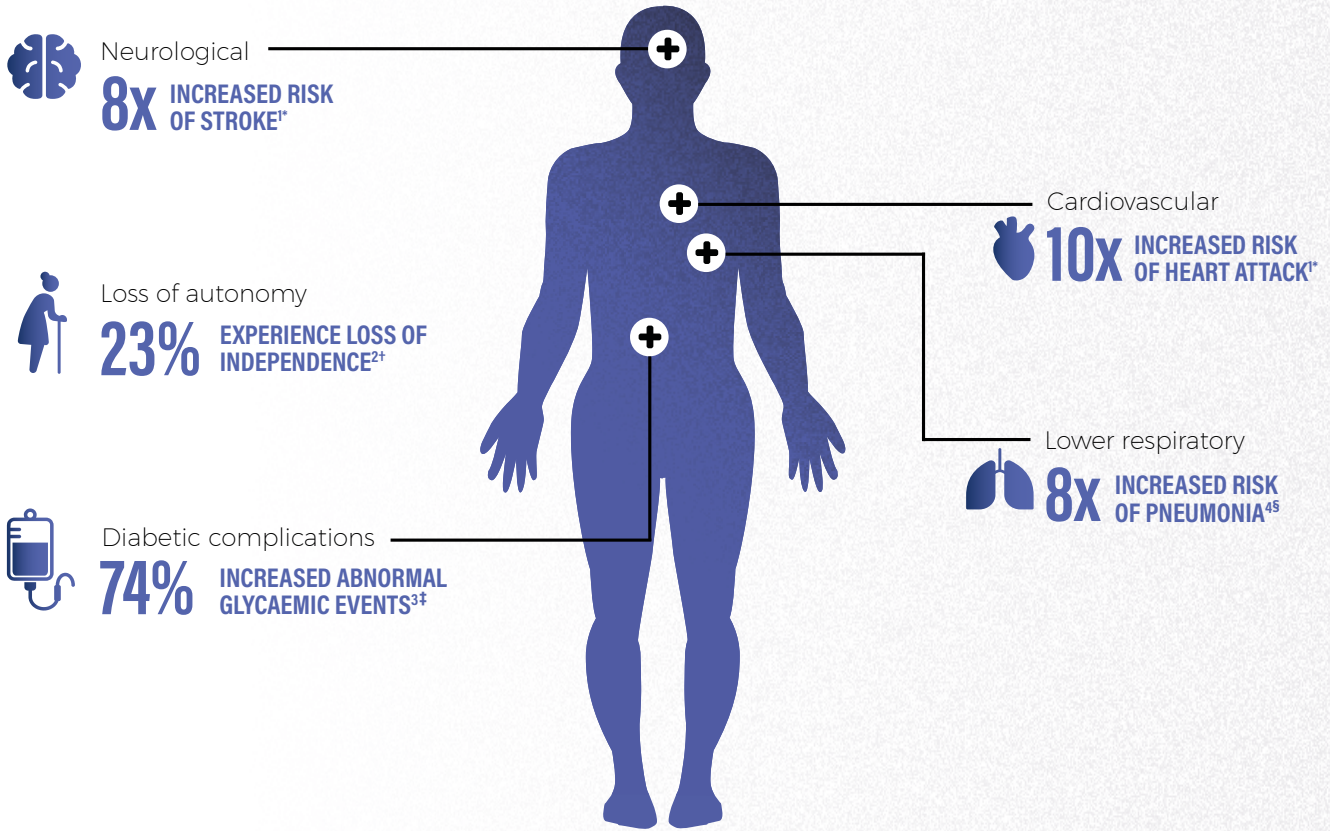 Neurological
8x INCREASED RISK
OF STROKE¹*
Cardiovascular
10x INCREASED RISK
OF HEART ATTACK¹*
Loss of autonomy
23% EXPERIENCE LOSS OF
INDEPENDENCE²†
Lower respiratory
8x INCREASED RISK
OF PNEUMONIA⁴§
Diabetic complications
74% INCREASED ABNORMAL
GLYCAEMIC EVENTS³‡